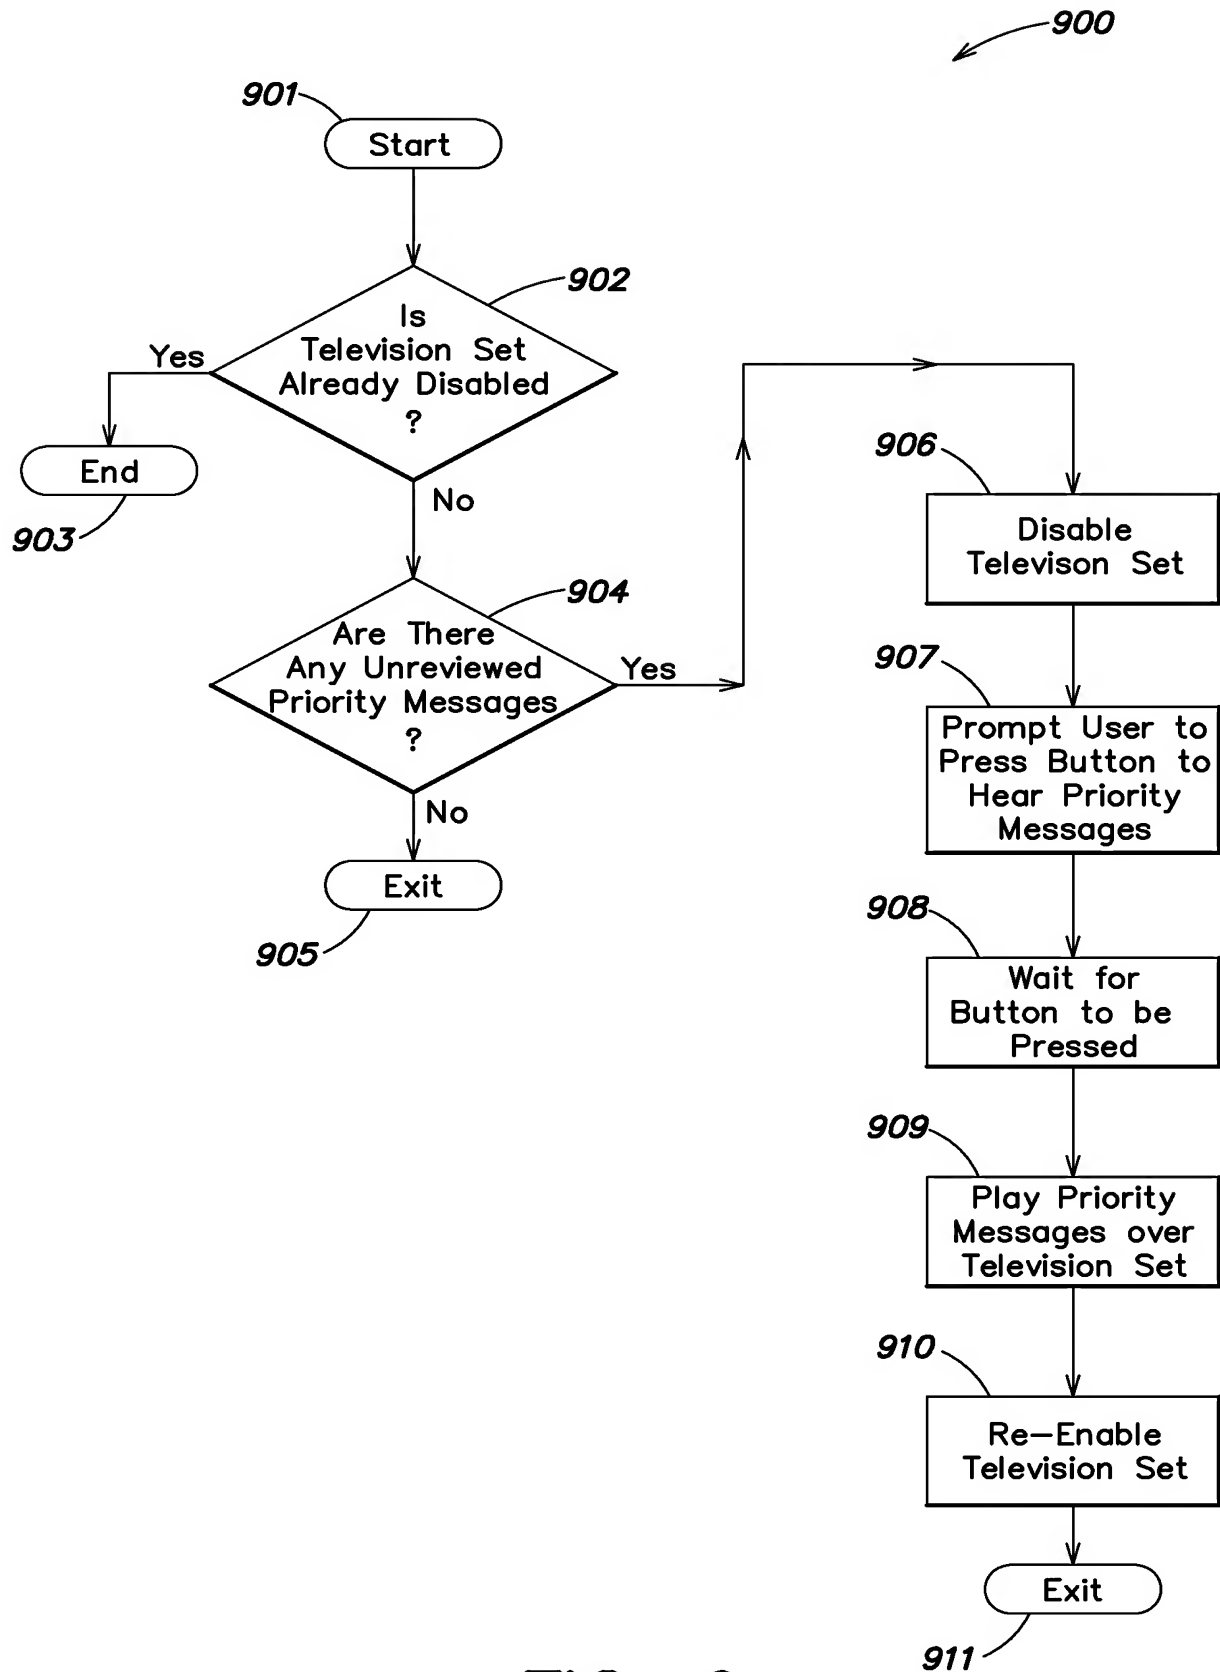 900
901
Start
902
Is
Television Set
Already Disabled
?
Yes
End
903
No
904
Are There
Any Unreviewed
Priority Messages
?
Yes
No
Exit
905
906
Disable
Televison Set
907
Prompt User to
Press Button to
Hear Priority
Messages
908
Wait for
Button to be
Pressed
909
Play Priority
Messages over
Television Set
910
Re-Enable
Television Set
Exit
911